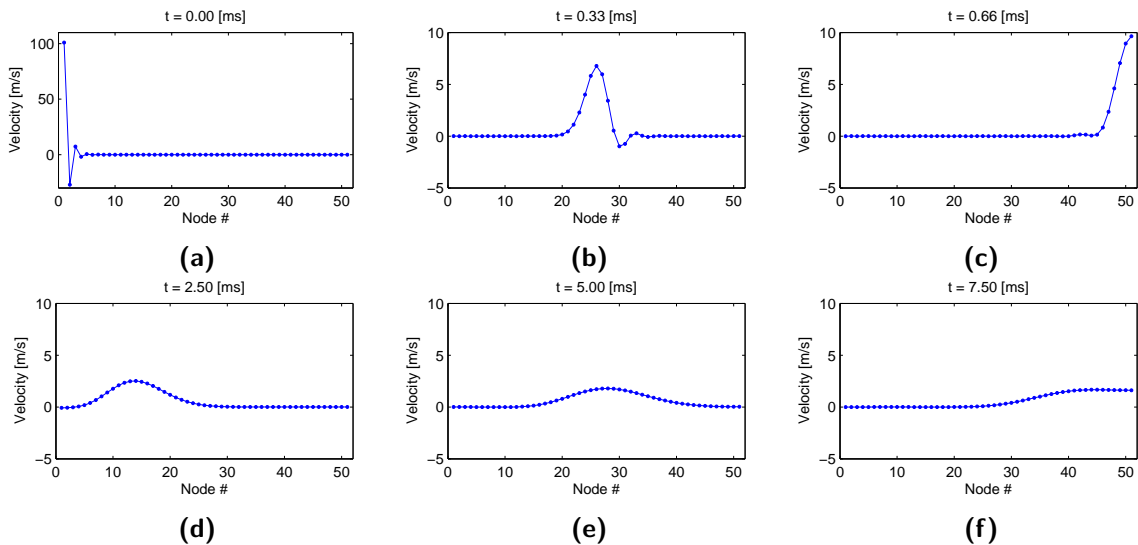 t = 0.00 [ms]
100
50
0
Velocity [m/s]
0 10 20 30 40 50
Node #
(a)
t = 0.33 [ms]
10
5
0
−5
Velocity [m/s]
0 10 20 30 40 50
Node #
(b)
t = 0.66 [ms]
10
5
0
−5
Velocity [m/s]
0 10 20 30 40 50
Node #
(c)
t = 2.50 [ms]
10
5
0
−5
Velocity [m/s]
0 10 20 30 40 50
Node #
(d)
t = 5.00 [ms]
10
5
0
−5
Velocity [m/s]
0 10 20 30 40 50
Node #
(e)
t = 7.50 [ms]
10
5
0
−5
Velocity [m/s]
0 10 20 30 40 50
Node #
(f)